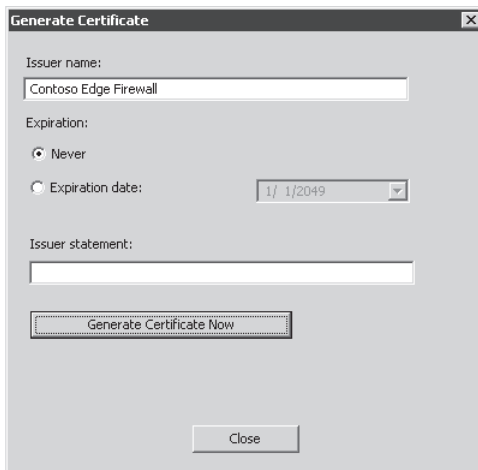 Generate Certificate
Issuer name:
Contoso Edge Firewall
Expiration:
Never
Expiration date: 1/ 1/2049
Issuer statement:
Generate Certificate Now
Close